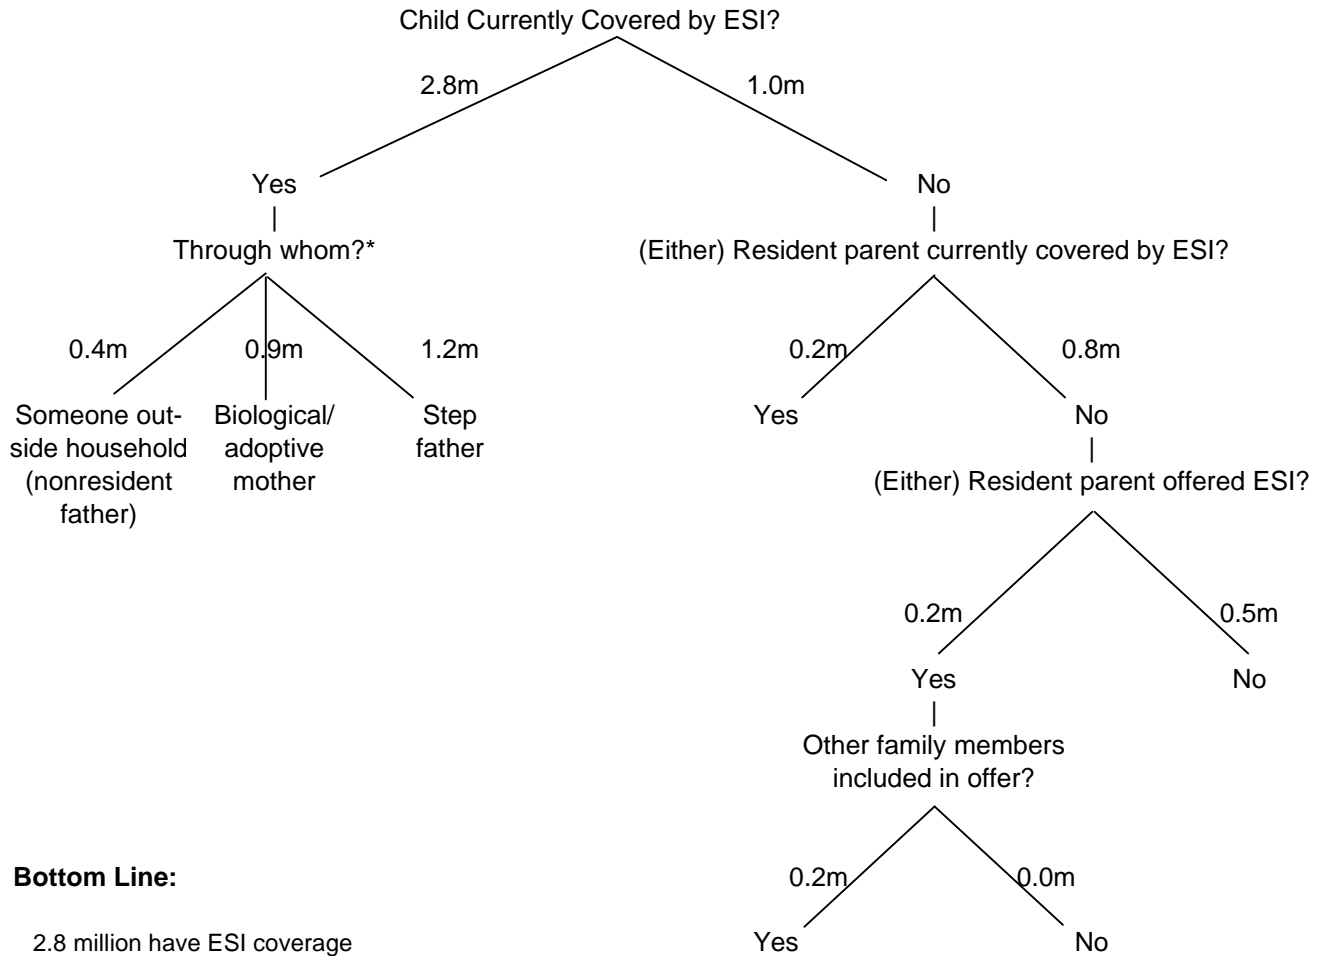 Child Currently Covered by ESI?
2.8m
1.0m
Yes
No
Through whom?*
(Either) Resident parent currently covered by ESI?
0.4m
0.9m
1.2m
0.2m
0.8m
Someone out-
side household
(nonresident
father)
Biological/
adoptive
mother
Step
father
Yes
No
(Either) Resident parent offered ESI?
0.2m
0.5m
Yes
No
Other family members
included in offer?
0.2m
0.0m
Yes
No
Bottom Line:
2.8 million have ESI coverage